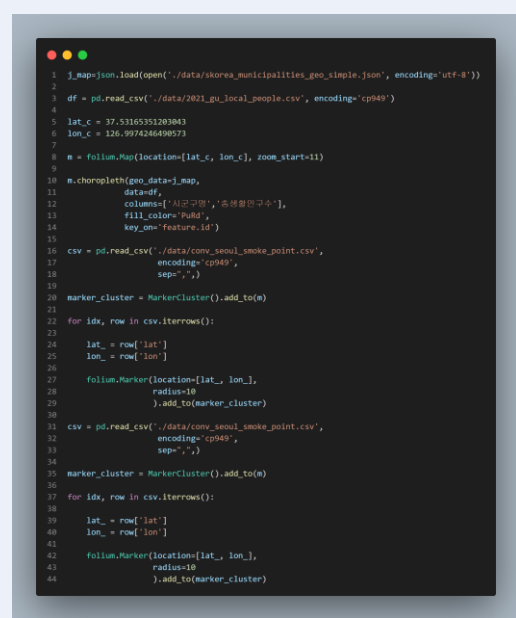 1 j_map=json.load(open('./data/skorea_municipalities_geo_simple.json', encoding='utf-8'))
2
3 df = pd.read_csv('./data/2021_gu_local_people.csv', encoding='cp949')
4
5 lat_c = 37.53165351203043
6 lon_c = 126.9974246490573
7
8 m = folium.Map(location=[lat_c, lon_c], zoom_start=11)
9
10 m.choropleth(geo_data=j_map,
11 data=df,
12 columns=['시군구명','총생활인구수'],
13 fill_color='PuRd',
14 key_on='feature.id')
15
16 csv = pd.read_csv('./data/conv_seoul_smoke_point.csv',
17 encoding='cp949',
18 sep=",",)
19
20 marker_cluster = MarkerCluster().add_to(m)
21
22 for idx, row in csv.iterrows():
23
24 lat_ = row['lat']
25 lon_ = row['lon']
26
27 folium.Marker(location=[lat_, lon_],
28 radius=10
29 ).add_to(marker_cluster)
30
31 csv = pd.read_csv('./data/conv_seoul_smoke_point.csv',
32 encoding='cp949',
33 sep=",",)
34
35 marker_cluster = MarkerCluster().add_to(m)
36
37 for idx, row in csv.iterrows():
38
39 lat_ = row['lat']
40 lon_ = row['lon']
41
42 folium.Marker(location=[lat_, lon_],
43 radius=10
44 ).add_to(marker_cluster)